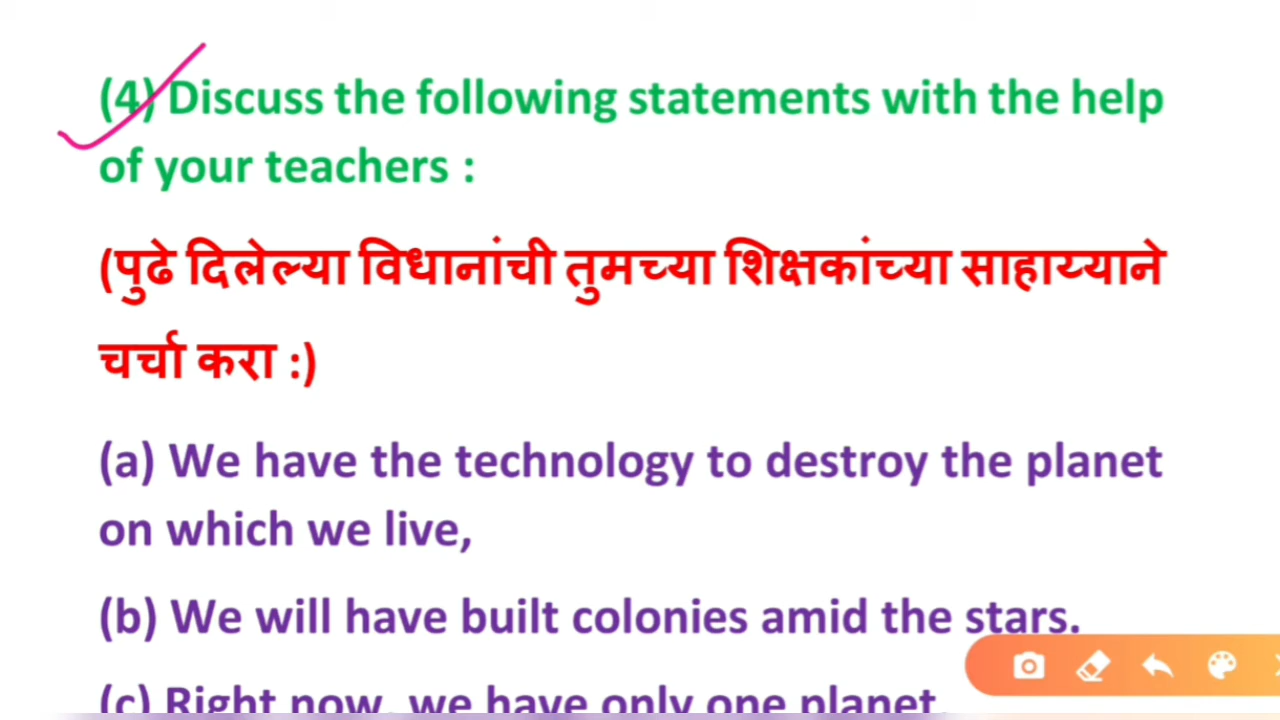 (4) Discuss the following statements with the help
of your teachers :
(पुढे दिलेल्या विधानांची तुमच्या शिक्षकांच्या साहाय्याने
चर्चा करा :)
(a) We have the technology to destroy the planet
on which we live,
(b) We will have built colonies amid the stars.
(c) Right now, we have only one planet.